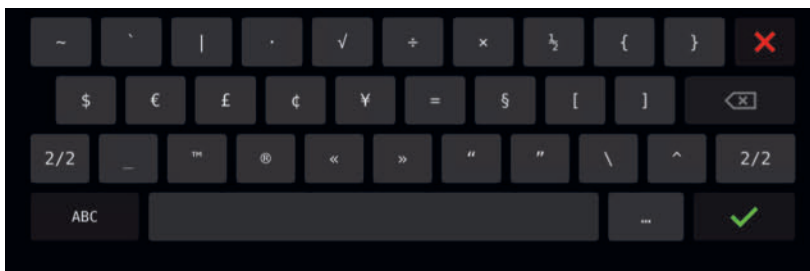 ~ ` | · √ ÷ × ½ { }
$ € £ ¢ ¥ = § [ ]
2/2 _ ™ ® « » “ ” \ ^ 2/2
ABC …